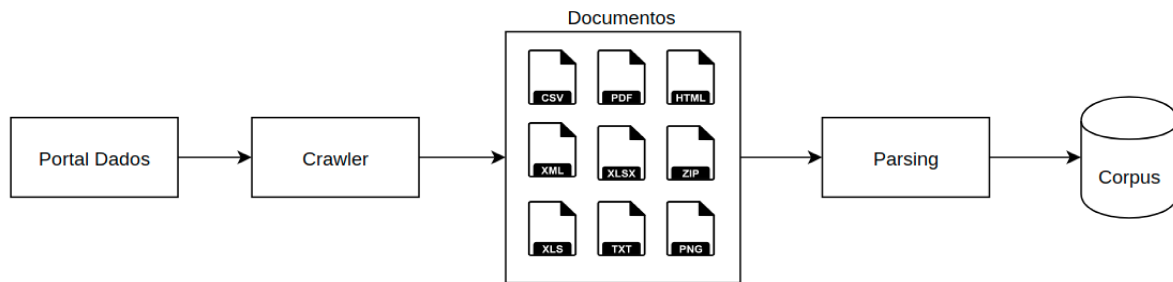 Documentos
CSV PDF HTML
Portal Dados
Crawler
XML XLSX ZIP
Parsing
Corpus
XLS TXT PNG